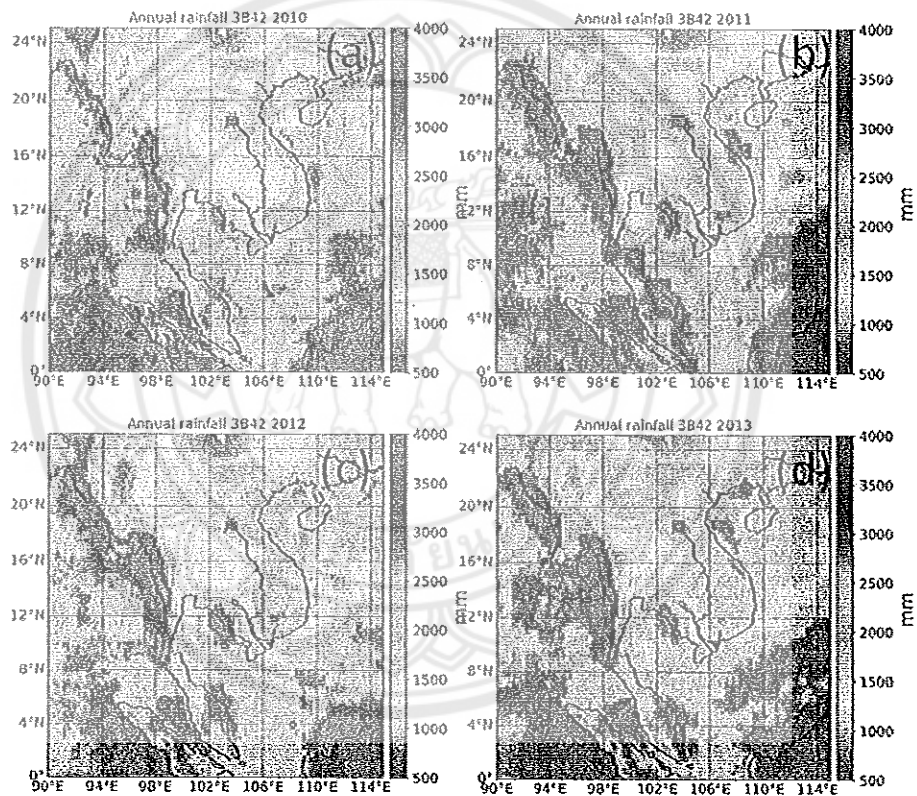 Annual rainfall 3B42 2010
Annual rainfall 3B42 2011
24°N
20°N
16°N
12°N
8°N
4°N
0°
90°E 94°E 98°E 102°E 106°E 110°E 114°E
(a)
4000
3500
3000
2500
2000
1500
1000
500
mm
24°N
20°N
16°N
12°N
8°N
4°N
0°
90°E 94°E 98°E 102°E 106°E 110°E 114°E
(b)
4000
3500
3000
2500
2000
1500
1000
500
mm
Annual rainfall 3B42 2012
Annual rainfall 3B42 2013
24°N
20°N
16°N
12°N
8°N
4°N
0°
90°E 94°E 98°E 102°E 106°E 110°E 114°E
(c)
4000
3500
3000
2500
2000
1500
1000
500
mm
24°N
20°N
16°N
12°N
8°N
4°N
0°
90°E 94°E 98°E 102°E 106°E 110°E 114°E
(d)
4000
3500
3000
2500
2000
1500
1000
500
mm